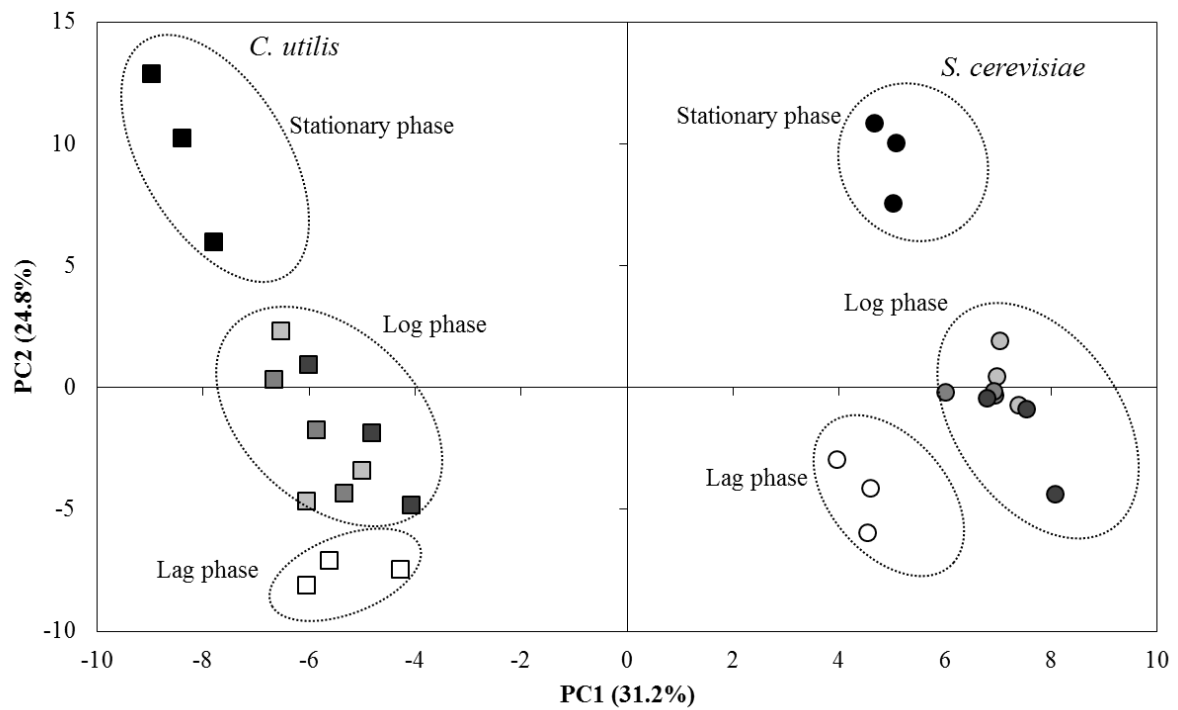 15
10
5
0
-5
-10
PC2 (24.8%)
C. utilis
S. cerevisiae
Stationary phase
Stationary phase
Log phase
Log phase
Lag phase
Lag phase
-10 -8 -6 -4 -2 0 2 4 6 8 10
PC1 (31.2%)